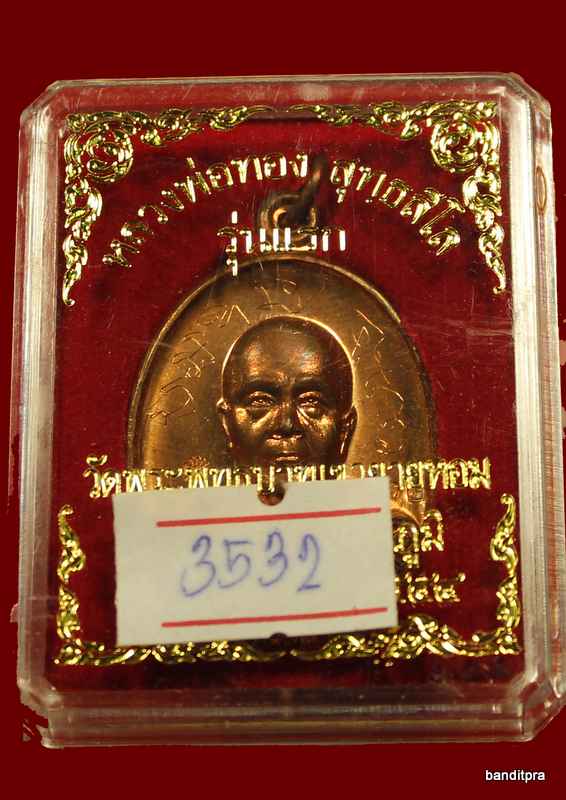 หลวงพ่อทอง สุทฺธสีโล
รุ่นแรก
วัดพระพุทธบาทเขายายหอม
ภูมิ
3532
banditpra